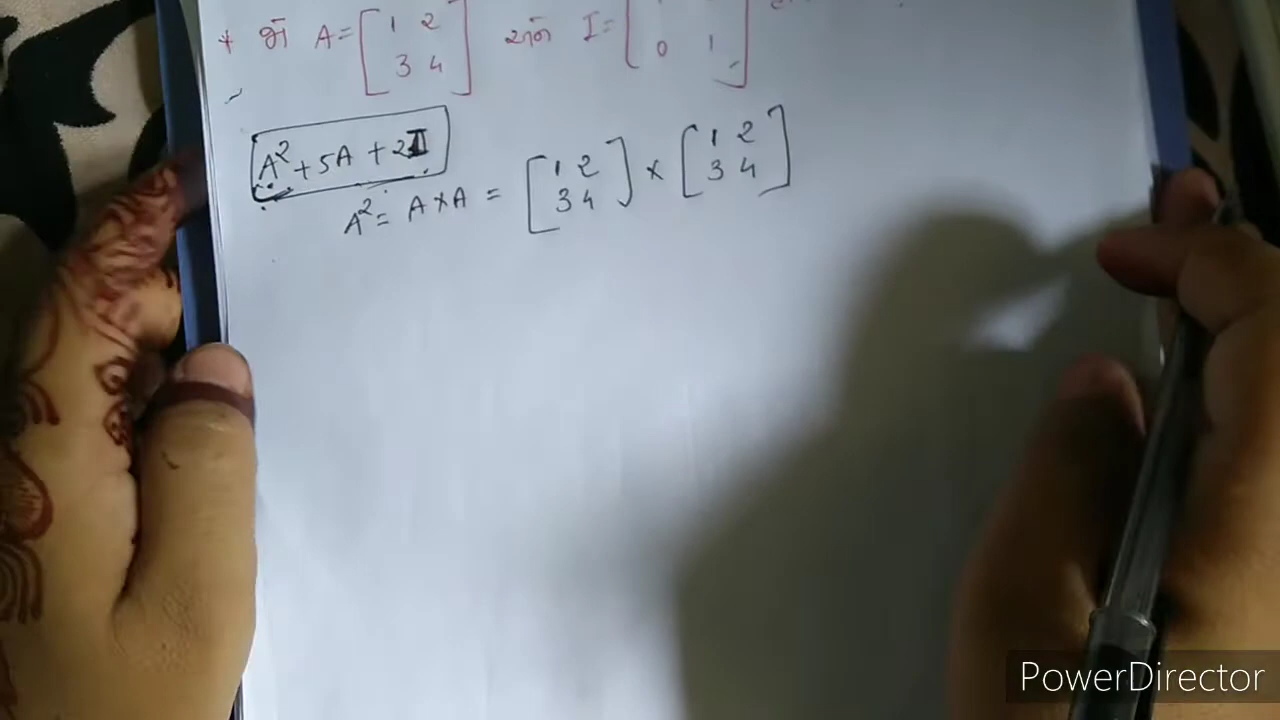 * જો A = [ 1 2 અને I = [
3 4 ] 0 1 ]
A² + 5A + 2I
A² = A × A = [ 1 2 3 4 ] × [ 1 2 3 4 ]
PowerDirector